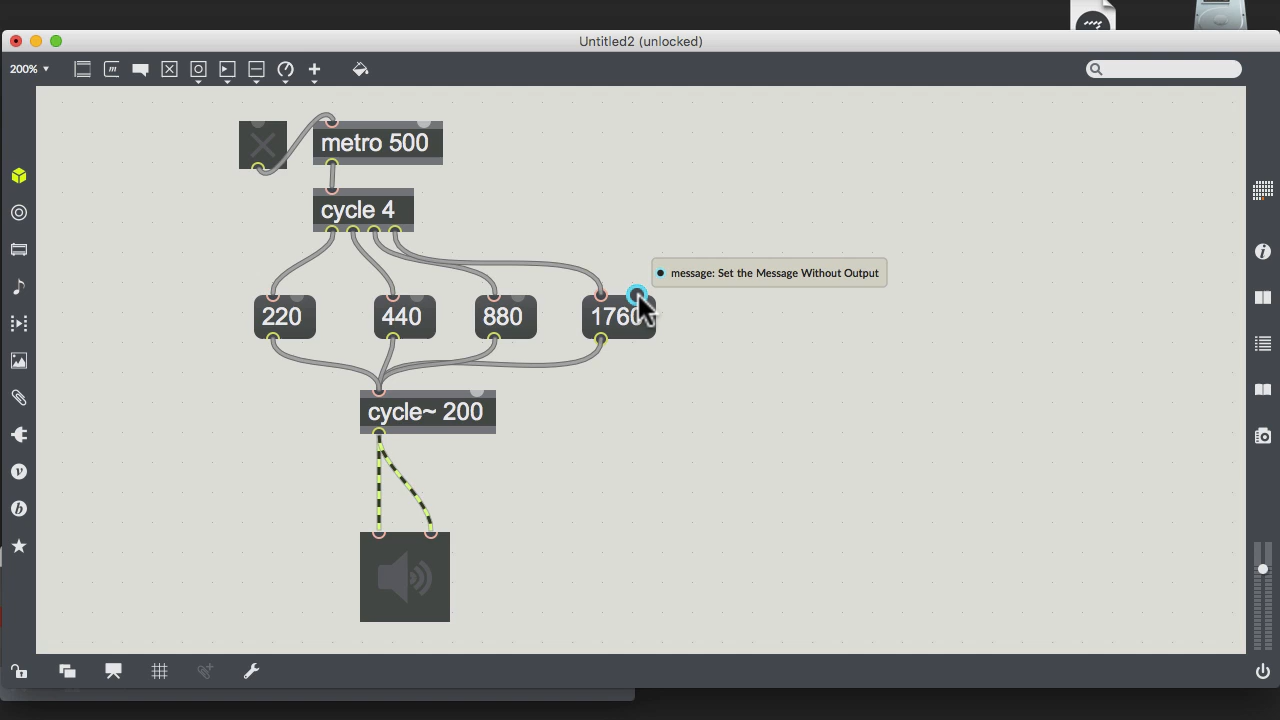 Untitled2 (unlocked)
200%
metro 500
cycle 4
message: Set the Message Without Output
220
440
880
1760
cycle~ 200